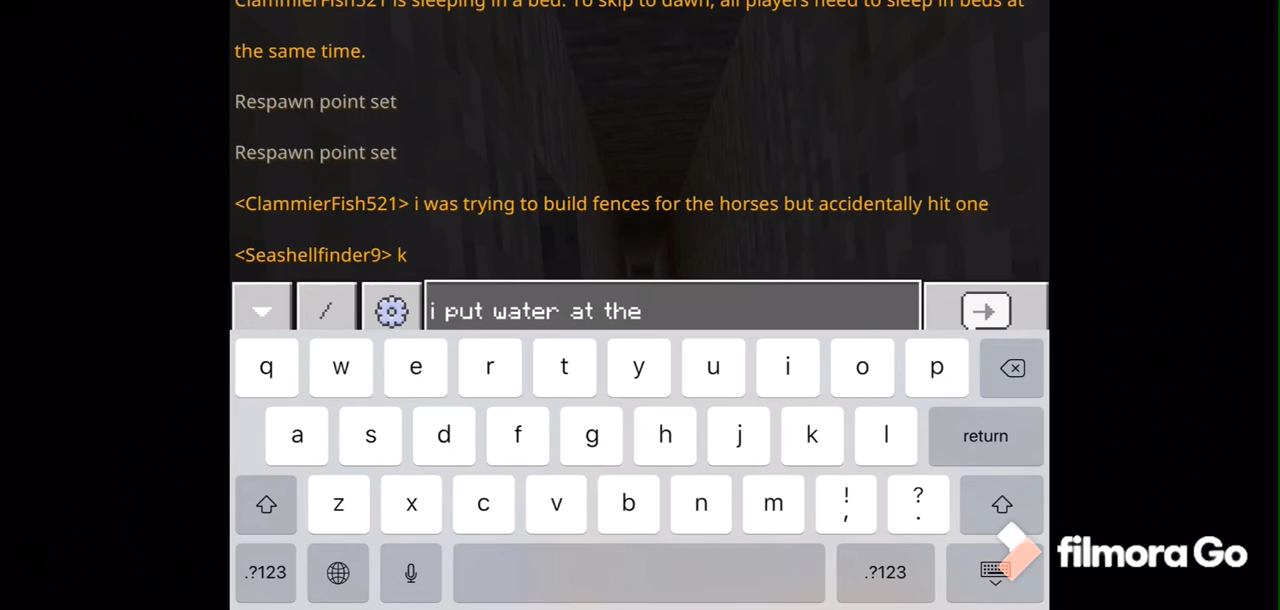 ClammierFish521 is sleeping in a bed. To skip to dawn, all players need to sleep in beds at
the same time.
Respawn point set
Respawn point set
<ClammierFish521> i was trying to build fences for the horses but accidentally hit one
<Seashellfinder9> k
/ i put water at the
q w e r t y u i o p
a s d f g h j k l return
z x c v b n m ! , ? .
.?123 .?123
filmora Go